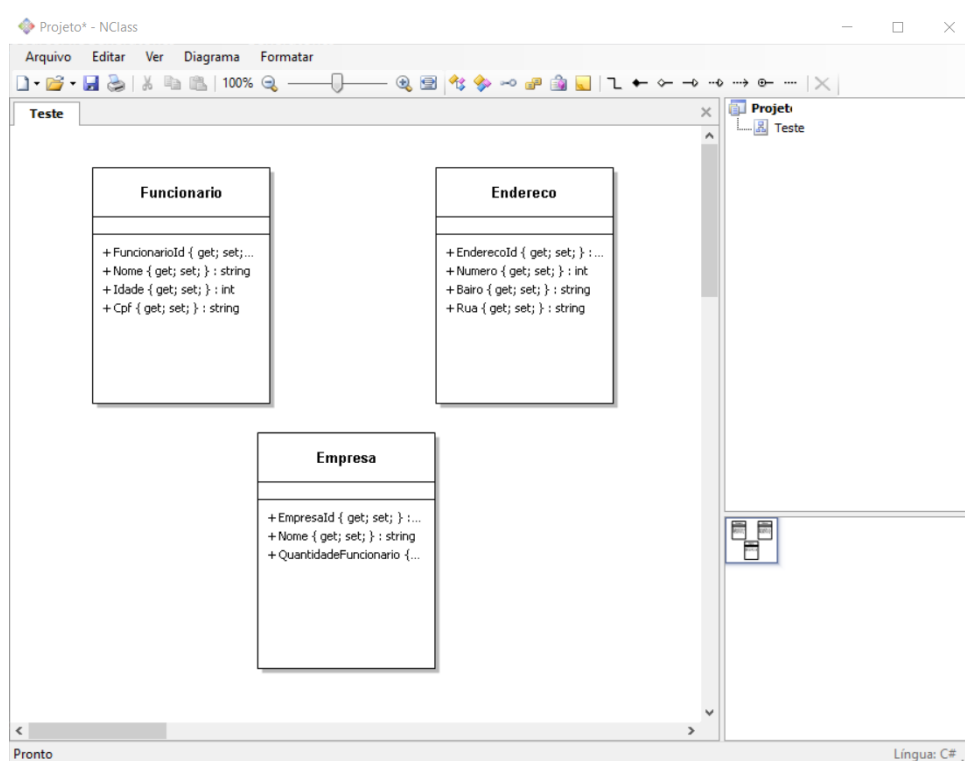 Projeto* - NClass
Arquivo Editar Ver Diagrama Formatar
100%
Teste
Projeto
Teste
Funcionario
+ FuncionarioId { get; set;...
+ Nome { get; set; } : string
+ Idade { get; set; } : int
+ Cpf { get; set; } : string
Endereco
+ EnderecoId { get; set; } :...
+ Numero { get; set; } : int
+ Bairo { get; set; } : string
+ Rua { get; set; } : string
Empresa
+ EmpresaId { get; set; } :...
+ Nome { get; set; } : string
+ QuantidadeFuncionario {...
Pronto
Língua: C#